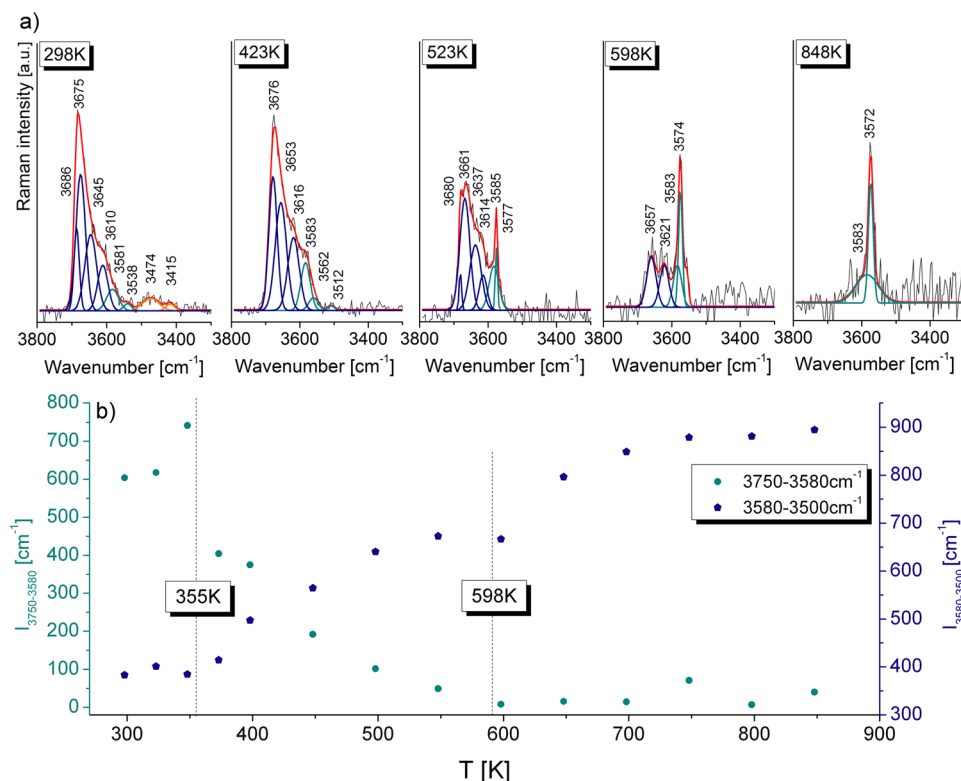 a)
298K
423K
523K
598K
848K
Raman intensity [a.u.]
3675
3686
3645
3610
3581
3538
3474
3415
3676
3653
3616
3583
3562
3512
3680
3661
3637
3614
3585
3577
3657
3621
3583
3574
3583
3572
3800 3600 3400
3800 3600 3400
3800 3600 3400
3800 3600 3400
3800 3600 3400
Wavenumber [cm⁻¹]
Wavenumber [cm⁻¹]
Wavenumber [cm⁻¹]
Wavenumber [cm⁻¹]
Wavenumber [cm⁻¹]
b)
I₃₇₅₀₋₃₅₈₀ [cm⁻¹]
800
700
600
500
400
300
200
100
0
355K
598K
3750-3580cm⁻¹
3580-3500cm⁻¹
900
800
700
600
500
400
300
I₃₅₈₀₋₃₅₀₀[cm⁻¹]
300 400 500 600 700 800 900
T [K]